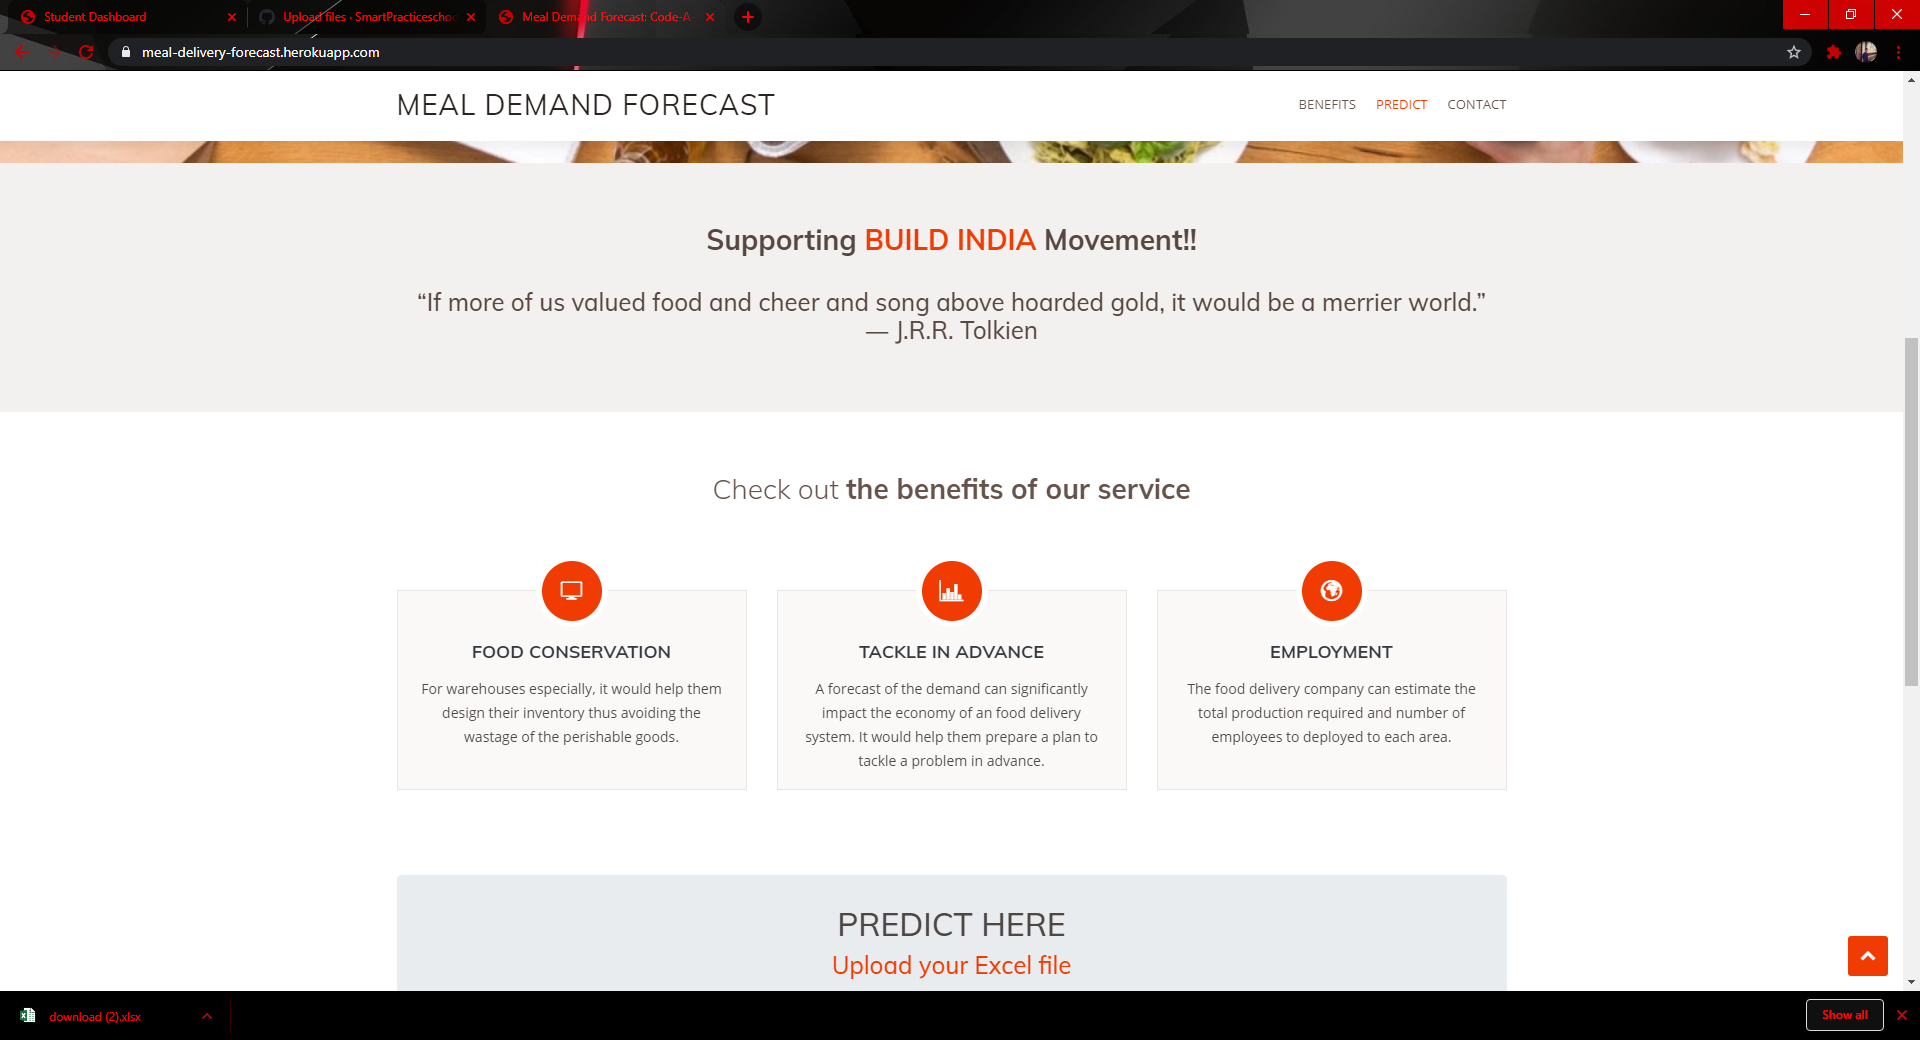 Student Dashboard
Upload files · SmartPracticeschoo
Meal Demand Forecast: Code-A
meal-delivery-forecast.herokuapp.com
MEAL DEMAND FORECAST
BENEFITS PREDICT CONTACT
Supporting BUILD INDIA Movement!!
“If more of us valued food and cheer and song above hoarded gold, it would be a merrier world.”
— J.R.R. Tolkien
Check out the benefits of our service
FOOD CONSERVATION
For warehouses especially, it would help them
design their inventory thus avoiding the
wastage of the perishable goods.
TACKLE IN ADVANCE
A forecast of the demand can significantly
impact the economy of an food delivery
system. It would help them prepare a plan to
tackle a problem in advance.
EMPLOYMENT
The food delivery company can estimate the
total production required and number of
employees to deployed to each area.
PREDICT HERE
Upload your Excel file
download (2).xlsx
Show all